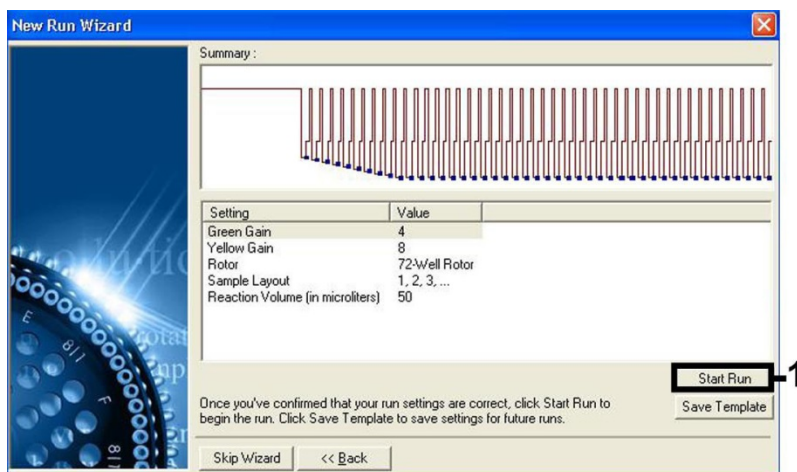 New Run Wizard
Summary :
Setting Value
Green Gain 4
Yellow Gain 8
Rotor 72-Well Rotor
Sample Layout 1, 2, 3, ...
Reaction Volume (in microliters) 50
Start Run 1
Once you've confirmed that your run settings are correct, click Start Run to
begin the run. Click Save Template to save settings for future runs.
Save Template
Skip Wizard << Back